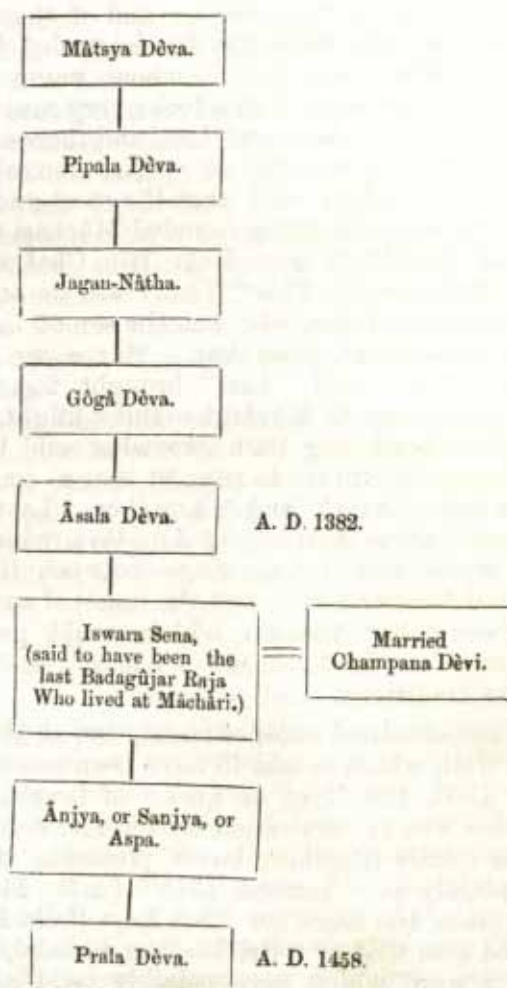 Mâtsya Dèva.
Pipala Dèva.
Jagan-Nâtha.
Gôgâ Dèva.
Âsala Dèva. A. D. 1382.
Iswara Sena,
(said to have been the
last Badagûjar Raja
Who lived at Mâchâri.)
Married
Champana Dèvi.
Ânjya, or Sanjya, or
Aspa.
Prala Dèva. A. D. 1458.